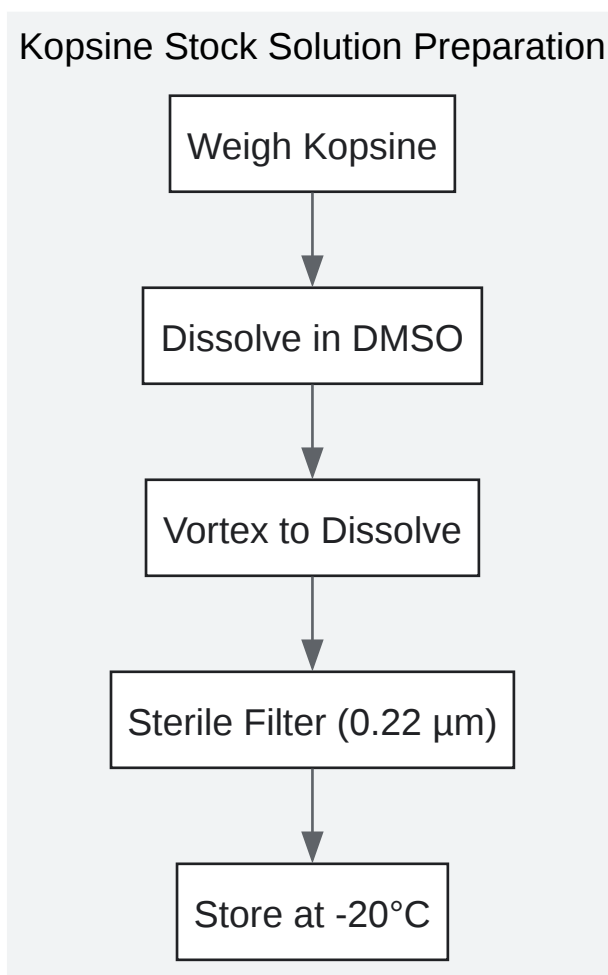 Kopsine Stock Solution Preparation
Weigh Kopsine
Dissolve in DMSO
Vortex to Dissolve
Sterile Filter (0.22 µm)
Store at -20°C